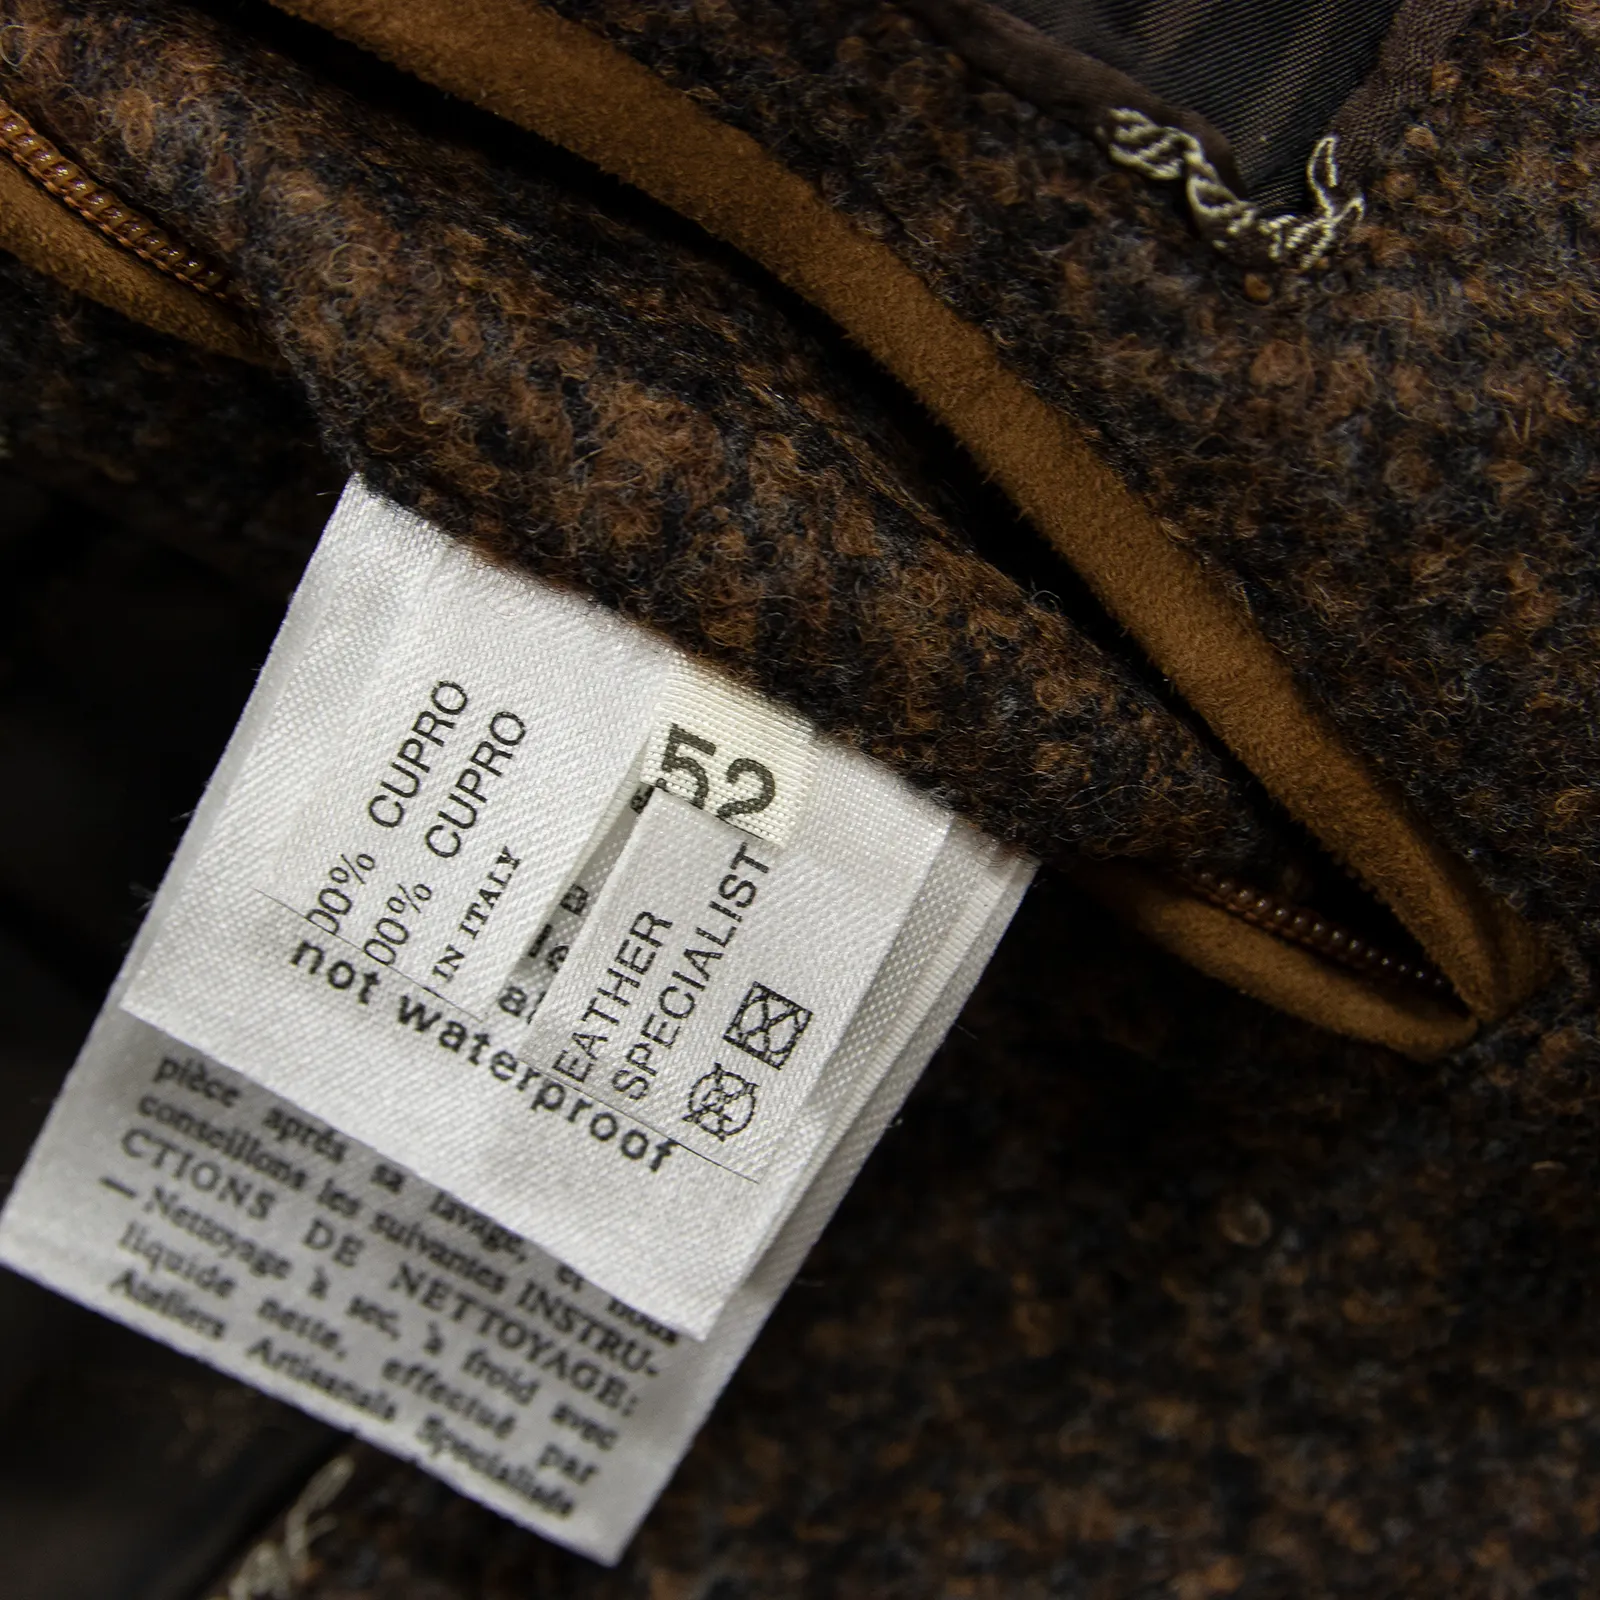 00% CUPRO
00% CUPRO
IN ITALY
52
EATHER
SPECIALIST
not waterproof
pièce après sa lavage, et nous
conseillons les suivantes INSTRU-
CTIONS DE NETTOYAGE:
— Nettoyage à sec, à froid avec
liquide nette, effectué par
Ateliers Artisanals Specialisés